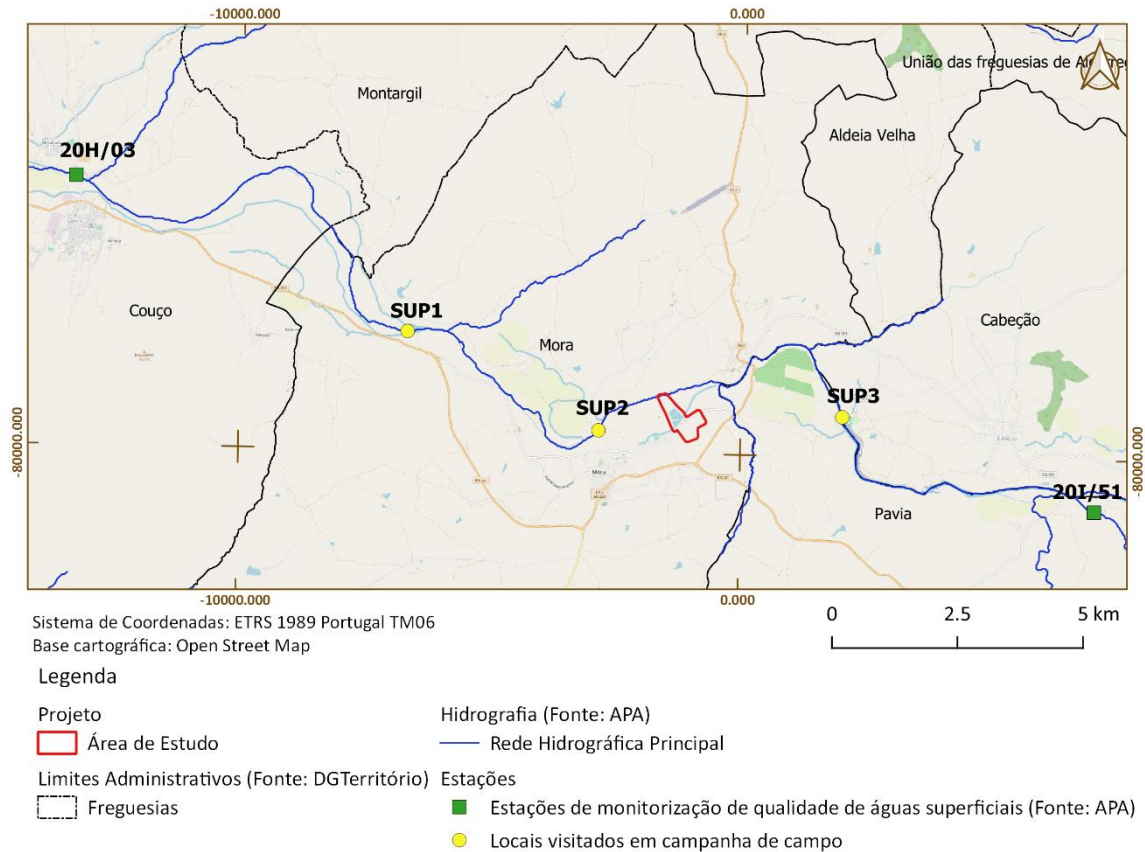 -10000.000 0.000
União das freguesias de
Montargil
Aldeia Velha
20H/03
Couço
SUP1
Cabeção
Mora
SUP3
SUP2
-80000.000 -80000.000
Mora
20I/51
Pavia
-10000.000 0.000
Sistema de Coordenadas: ETRS 1989 Portugal TM06
Base cartográfica: Open Street Map
0 2.5 5 km
Legenda
Projeto
Área de Estudo
Limites Administrativos (Fonte: DGTerritório)
Freguesias
Hidrografia (Fonte: APA)
Rede Hidrográfica Principal
Estações
Estações de monitorização de qualidade de águas superficiais (Fonte: APA)
Locais visitados em campanha de campo